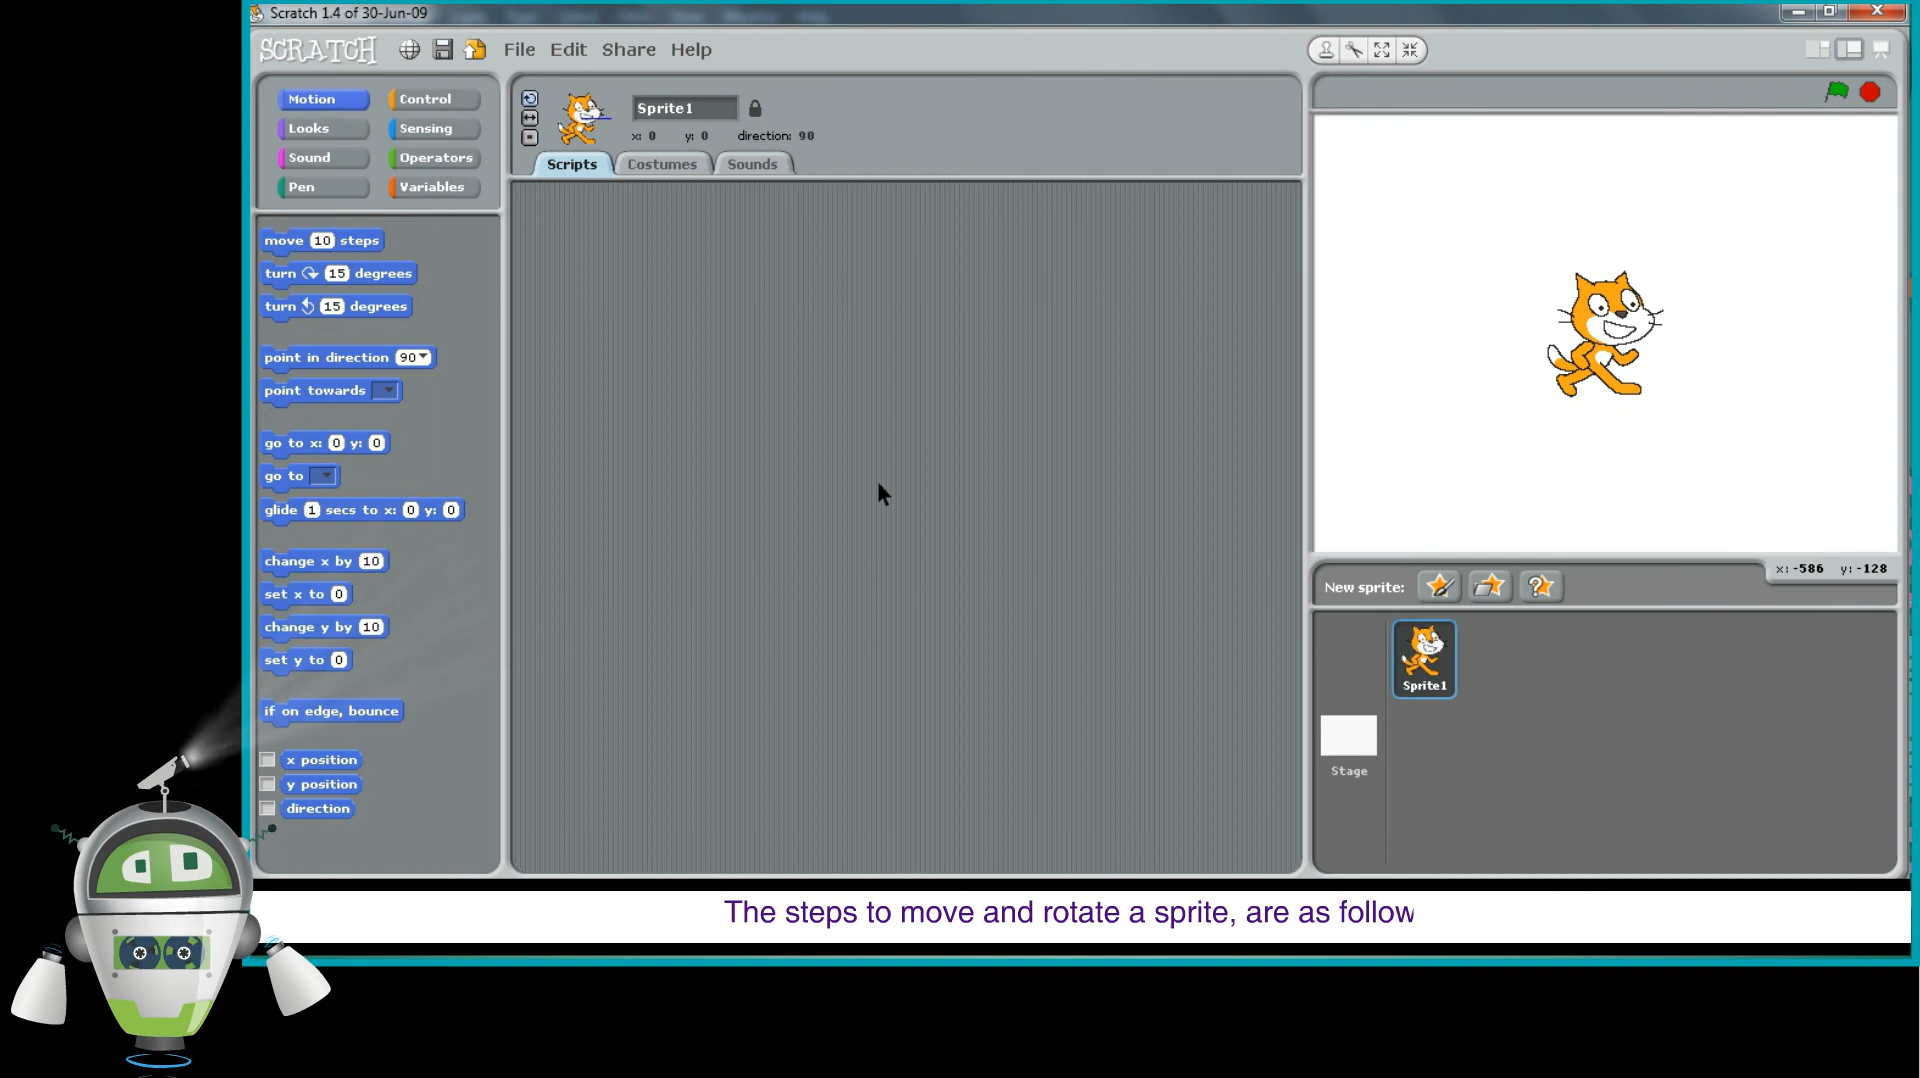 Scratch 1.4 of 30-Jun-09
SCRATCH File Edit Share Help
Motion Control
Looks Sensing
Sound Operators
Pen Variables
Sprite1
x: 0 y: 0 direction: 90
Scripts Costumes Sounds
move 10 steps
turn 15 degrees
turn 15 degrees
point in direction 90
point towards
go to x: 0 y: 0
go to
glide 1 secs to x: 0 y: 0
change x by 10
set x to 0
change y by 10
set y to 0
if on edge, bounce
x position
y position
direction
x: -586 y: -128
New sprite:
Sprite1
Stage
The steps to move and rotate a sprite, are as follow